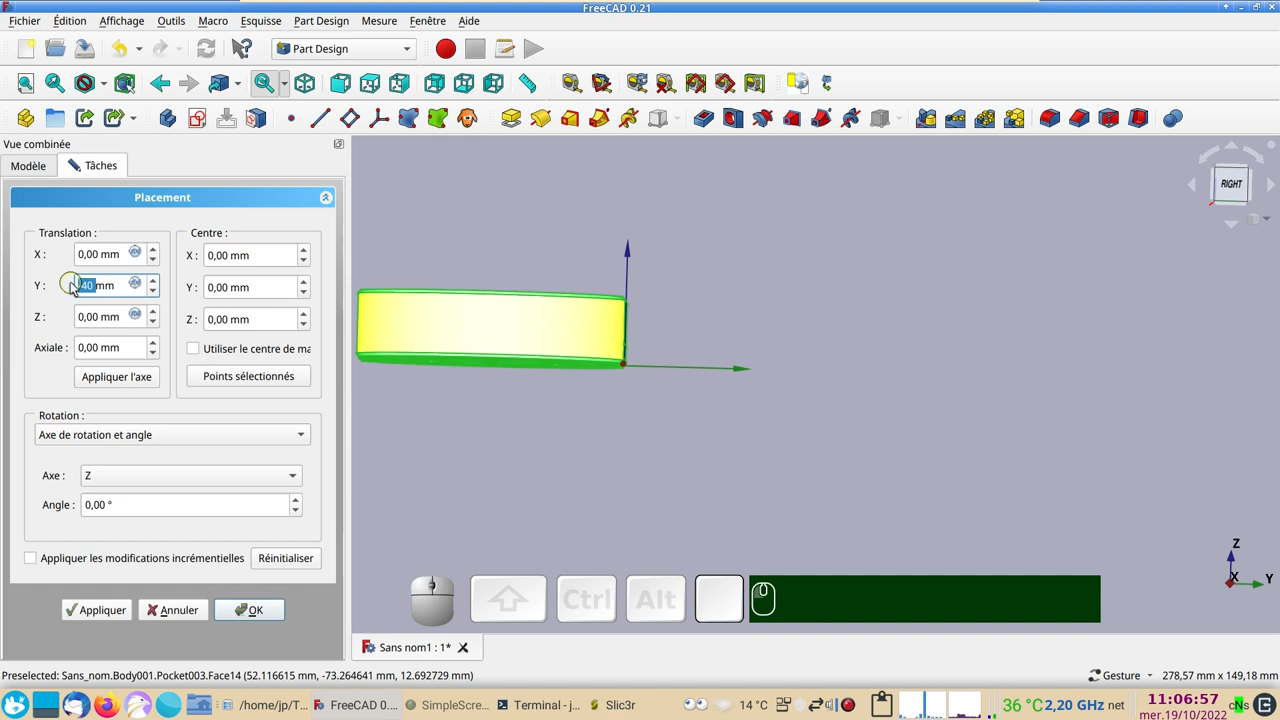 FreeCAD 0.21
Fichier Édition Affichage Outils Macro Esquisse Part Design Mesure Fenêtre Aide
Part Design
Vue combinée
Modèle Tâches
Placement
Translation : Centre :
X : 0,00 mm X : 0,00 mm
Y : 40 mm Y : 0,00 mm
Z : 0,00 mm Z : 0,00 mm
Axiale : 0,00 mm Utiliser le centre de ma
Appliquer l'axe Points sélectionnés
Rotation :
Axe de rotation et angle
Axe : Z
Angle : 0,00 °
Appliquer les modifications incrémentielles Réinitialiser
Appliquer Annuler OK
RIGHT
Z
X Y
Ctrl Alt
Sans nom1 : 1*
Preselected: Sans_nom.Body001.Pocket003.Face14 (52.116615 mm, -73.264641 mm, 12.692729 mm) Gesture 278,57 mm x 149,18 mm
/home/jp/T... FreeCAD 0.... SimpleScre... Terminal - j... Slic3r 14 °C 36 °C 2,20 GHz net 11:06:57 cNs
mer.19/10/2022